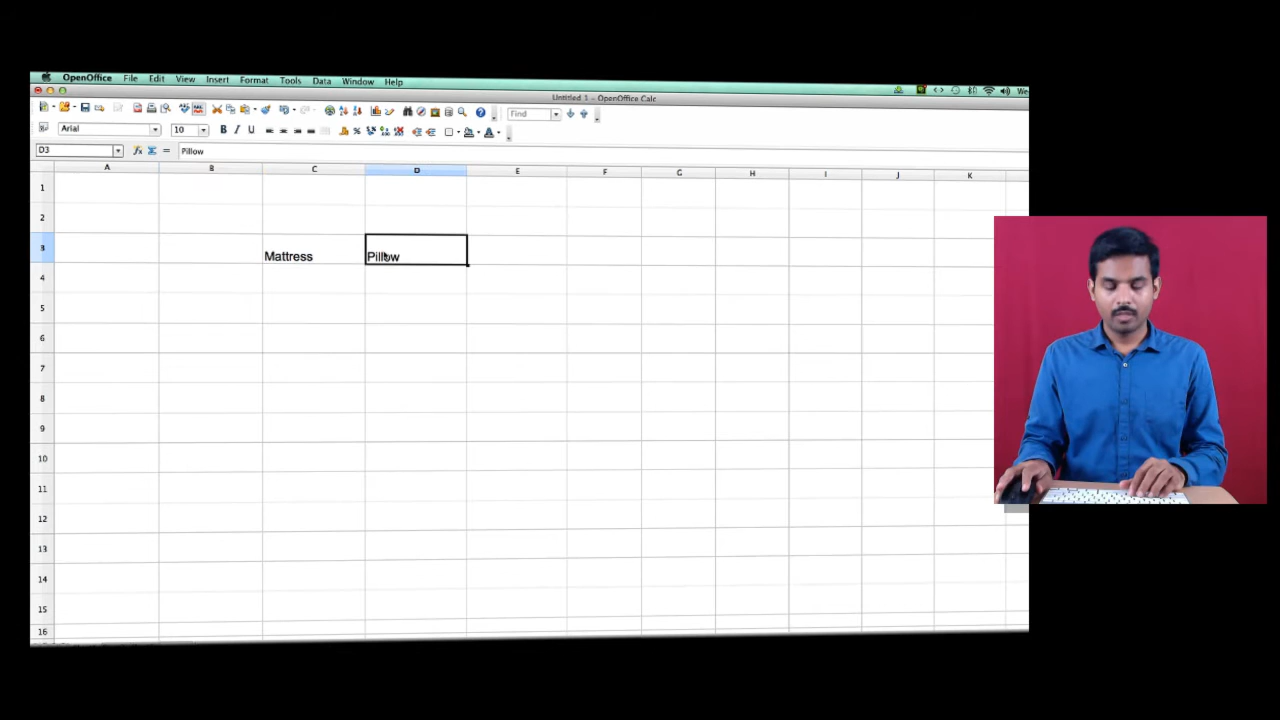 OpenOffice File Edit View Insert Format Tools Data Window Help
Untitled 1 - OpenOffice Calc
Find
Arial 10 B I U
D3 = Pillow
A B C D E F G H I J K
1
2
3 Mattress Pillow
4
5
6
7
8
9
10
11
12
13
14
15
16